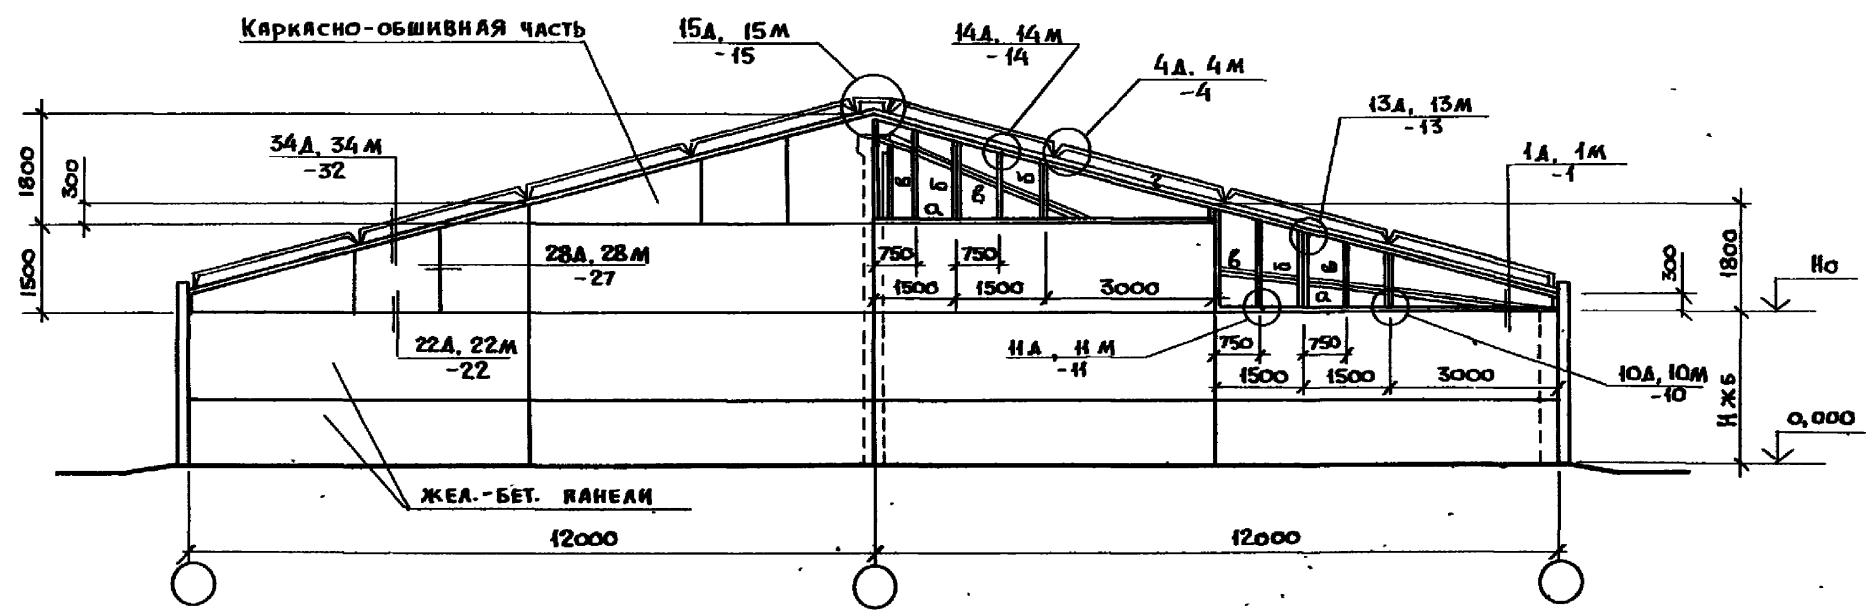 Каркасно-обшивная часть
15д, 15м
-15
14д, 14м
-14
4д, 4м
-4
13д, 13м
-13
1д, 1м
-1
34д, 34м
-32
1800
300
1500
28д, 28м
-27
22д, 22м
-22
в
б
в
б
а
г
750
750
1500
1500
3000
в
б
в
а
300
1800
Но
11д, 11м
-11
750
750
1500
1500
3000
10д, 10м
-10
Н жб
0,000
жел.-бет. панели
12000
12000